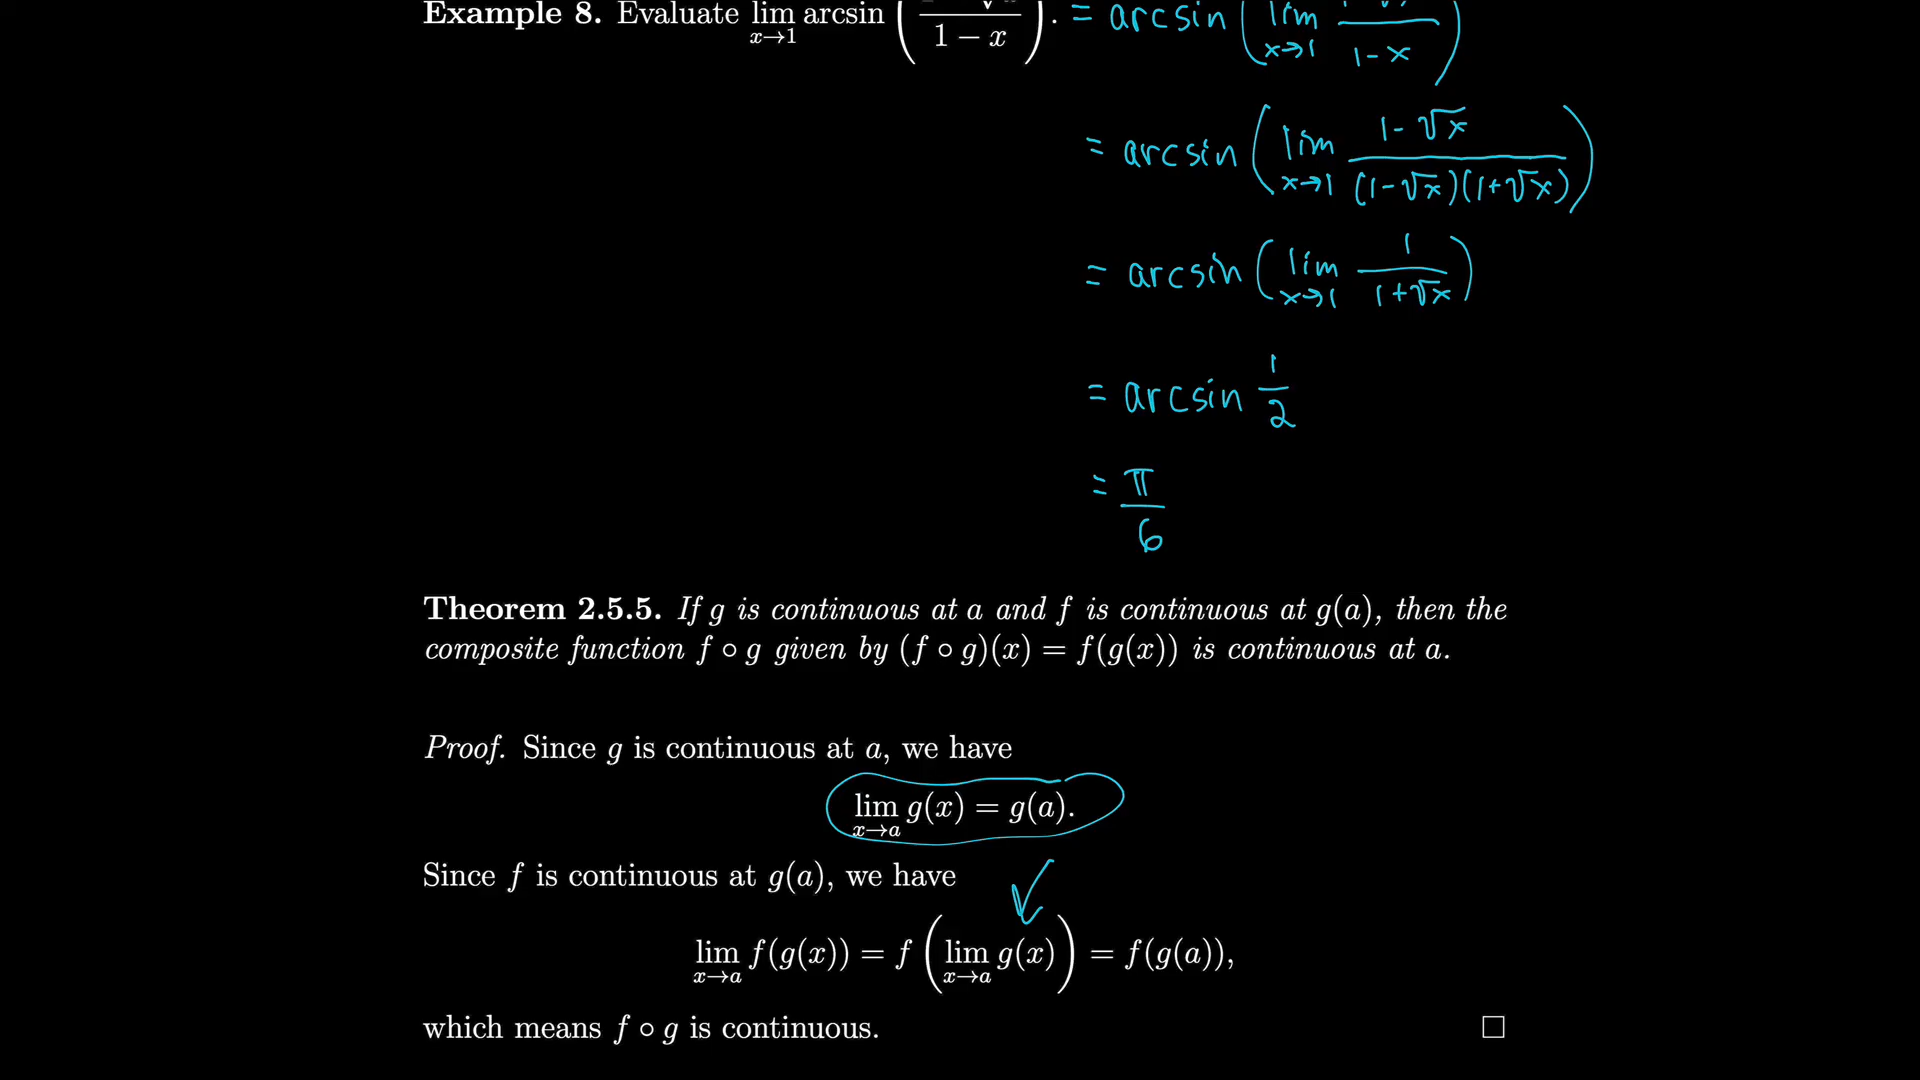 Example 8. Evaluate lim x→1 arcsin ( / 1 − x ). = arcsin ( lim x→1 / 1 - x )
= arcsin ( lim x→1 1 - √x / (1-√x)(1+√x) )
= arcsin ( lim x→1 1 / 1+√x )
= arcsin 1/2
= π/6
Theorem 2.5.5. If g is continuous at a and f is continuous at g(a), then the
composite function f ∘ g given by (f ∘ g)(x) = f(g(x)) is continuous at a.
Proof. Since g is continuous at a, we have
lim x→a g(x) = g(a).
Since f is continuous at g(a), we have
lim x→a f(g(x)) = f ( lim x→a g(x) ) = f(g(a)),
which means f ∘ g is continuous. □